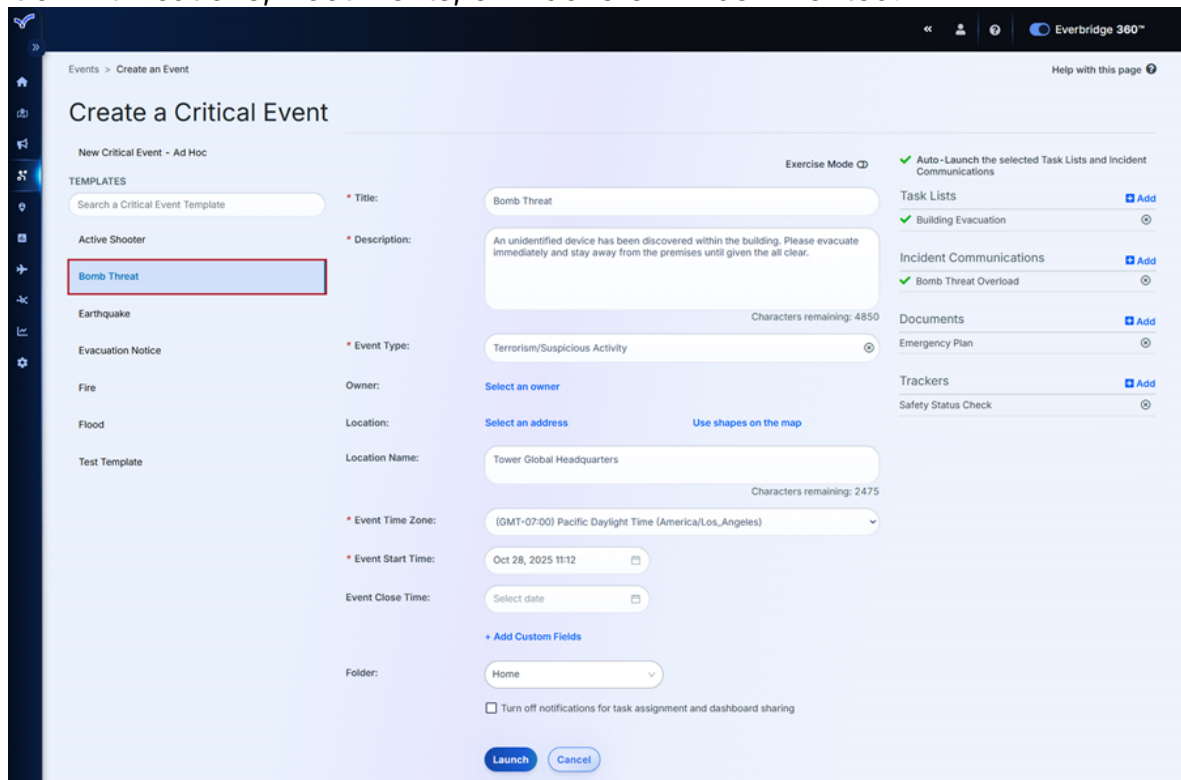 Everbridge 360™
Events > Create an Event
Help with this page
Create a Critical Event
New Critical Event - Ad Hoc
TEMPLATES
Search a Critical Event Template
Active Shooter
Bomb Threat
Earthquake
Evacuation Notice
Fire
Flood
Test Template
Exercise Mode
* Title:
Bomb Threat
* Description:
An unidentified device has been discovered within the building. Please evacuate
immediately and stay away from the premises until given the all clear.
Characters remaining: 4850
* Event Type:
Terrorism/Suspicious Activity
Owner:
Select an owner
Location:
Select an address
Use shapes on the map
Location Name:
Tower Global Headquarters
Characters remaining: 2475
* Event Time Zone:
(GMT-07:00) Pacific Daylight Time (America/Los_Angeles)
* Event Start Time:
Oct 28, 2025 11:12
Event Close Time:
Select date
+ Add Custom Fields
Folder:
Home
Turn off notifications for task assignment and dashboard sharing
Launch
Cancel
Auto-Launch the selected Task Lists and Incident
Communications
Task Lists
Add
Building Evacuation
Incident Communications
Add
Bomb Threat Overload
Documents
Add
Emergency Plan
Trackers
Add
Safety Status Check